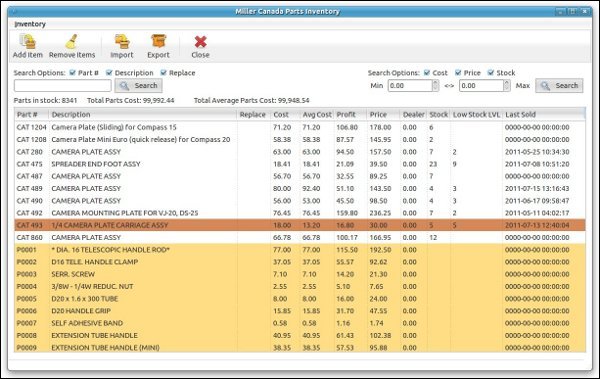 Miller Canada Parts Inventory
Inventory
Add Item Remove Items Import Export Close
Search Options: Part # Description Replace Search Options: Cost Price Stock
Search Min 0.00 <-> 0.00 Max Search
Parts in stock: 8341 Total Parts Cost: 99,992.44 Total Average Parts Cost: 99,948.54
Part # Description Replace Cost Avg Cost Profit Price Dealer Stock Low Stock LVL Last Sold
CAT 1204 Camera Plate (Sliding) for Compass 15 71.20 71.20 106.80 178.00 0.00 6 0000-00-00 00:00:00
CAT 1208 Camera Plate Mini Euro (quick release) for Compass 20 58.38 58.38 87.57 145.95 0.00 2 0000-00-00 00:00:00
CAT 280 CAMERA PLATE ASSY 63.00 63.00 94.50 157.50 0.00 7 2 2011-05-25 10:34:30
CAT 475 SPREADER END FOOT ASSY 18.41 18.41 21.09 39.50 0.00 23 9 2011-07-08 10:51:20
CAT 487 CAMERA PLATE ASSY 56.70 56.70 32.55 89.25 0.00 7 0000-00-00 00:00:00
CAT 489 CAMERA PLATE ASSY 80.00 92.40 51.10 143.50 0.00 4 3 2011-07-15 13:16:43
CAT 490 CAMERA PLATE ASSY 56.00 53.00 45.50 98.50 0.00 4 3 2011-06-17 09:58:47
CAT 492 CAMERA MOUNTING PLATE FOR VJ-20, DS-25 76.45 76.45 159.80 236.25 0.00 7 2 2011-05-11 04:02:17
CAT 493 1/4 CAMERA PLATE CARRIAGE ASSY 18.00 13.20 16.80 30.00 0.00 5 5 2011-07-13 12:40:04
CAT 860 CAMERA PLATE ASSY 66.78 66.78 100.17 166.95 0.00 12 0000-00-00 00:00:00
P0001 * DIA. 16 TELESCOPIC HANDLE ROD* 77.00 77.00 115.50 192.50 0.00 0000-00-00 00:00:00
P0002 D16 TELE. HANDLE CLAMP 37.05 37.05 55.57 92.62 0.00 0000-00-00 00:00:00
P0003 SERR. SCREW 7.10 7.10 14.20 21.30 0.00 0000-00-00 00:00:00
P0004 3/8W - 1/4W REDUC. NUT 2.55 2.55 5.10 7.65 0.00 0000-00-00 00:00:00
P0005 D20 x 1.6 x 300 TUBE 8.00 8.00 16.00 24.00 0.00 0000-00-00 00:00:00
P0006 D20 HANDLE GRIP 15.85 15.85 31.70 47.55 0.00 0000-00-00 00:00:00
P0007 SELF ADHESIVE BAND 0.58 0.58 1.16 1.74 0.00 0000-00-00 00:00:00
P0008 EXTENSION TUBE HANDLE 40.95 40.95 61.43 102.38 0.00 0000-00-00 00:00:00
P0009 EXTENSION TUBE HANDLE (MINI) 38.35 38.35 57.53 95.88 0.00 0000-00-00 00:00:00